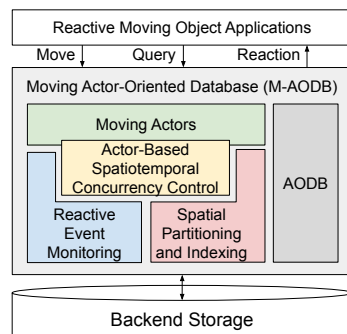 Reactive Moving Object Applications
Move
Query
Reaction
Moving Actor-Oriented Database (M-AODB)
Moving Actors
Actor-Based
Spatiotemporal
Concurrency Control
AODB
Reactive
Event
Monitoring
Spatial
Partitioning
and Indexing
Backend Storage